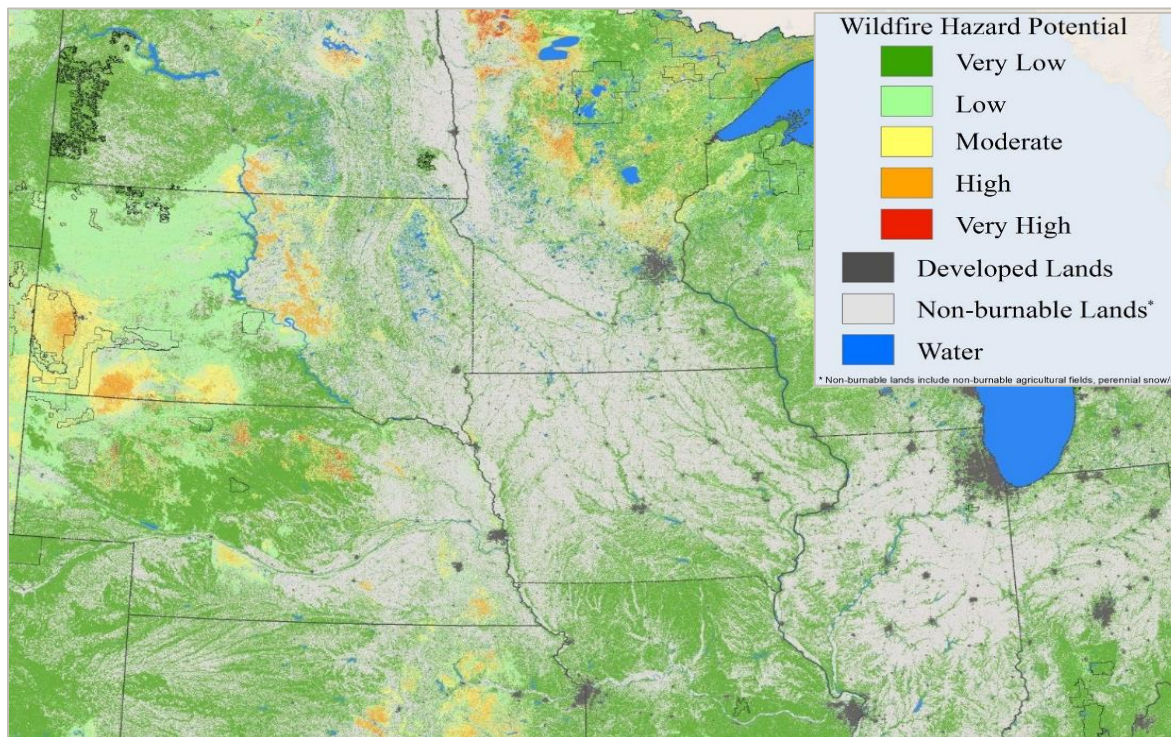 Wildfire Hazard Potential
Very Low
Low
Moderate
High
Very High
Developed Lands
Non-burnable Lands*
Water
* Non-burnable lands include non-burnable agricultural fields, perennial snow/